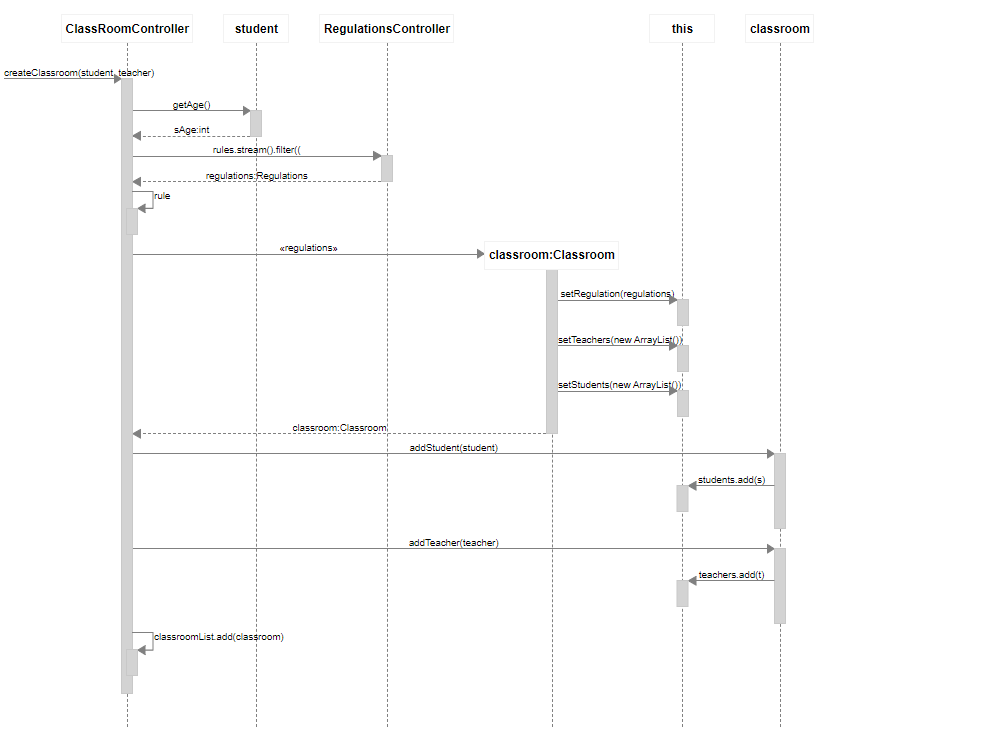 ClassRoomController
student
RegulationsController
this
classroom
createClassroom(student, teacher)
getAge()
sAge:int
rules.stream().filter((
regulations:Regulations
rule
«regulations»
classroom:Classroom
setRegulation(regulations)
setTeachers(new ArrayList())
setStudents(new ArrayList())
classroom:Classroom
addStudent(student)
students.add(s)
addTeacher(teacher)
teachers.add(t)
classroomList.add(classroom)